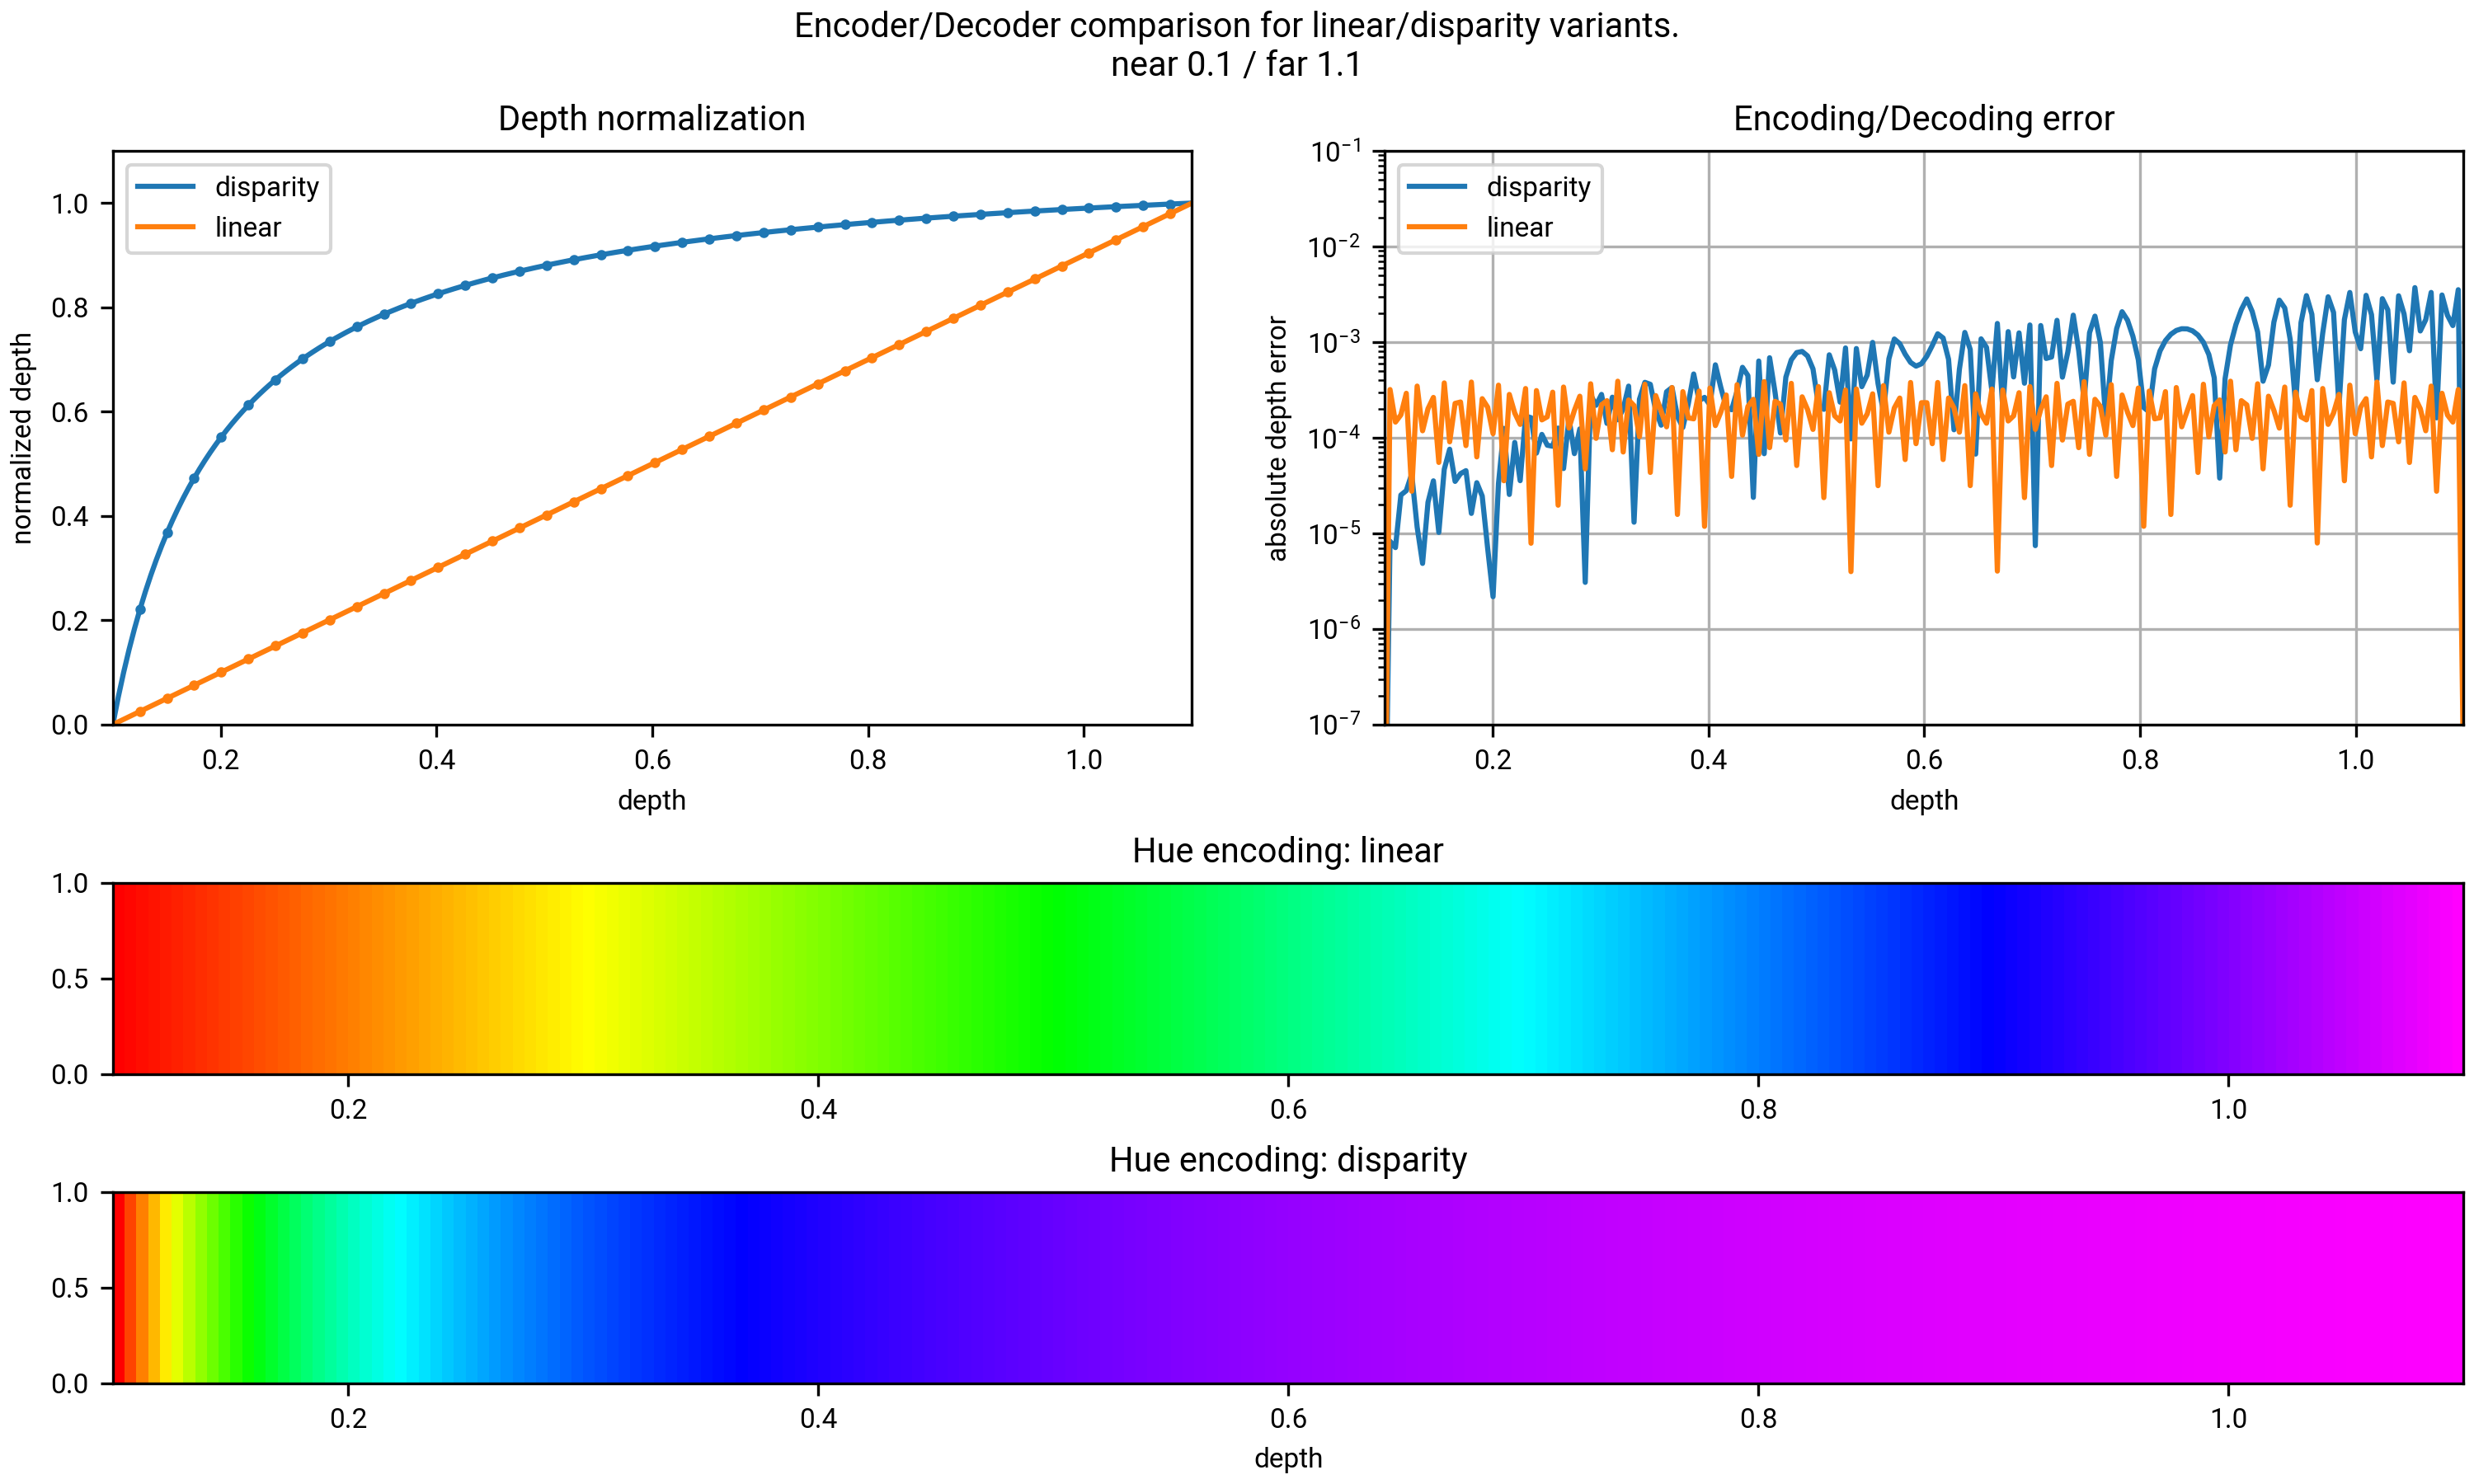 Encoder/Decoder comparison for linear/disparity variants.
near 0.1 / far 1.1
Depth normalization
disparity
linear
1.0
0.8
0.6
0.4
0.2
0.0
normalized depth
0.2 0.4 0.6 0.8 1.0
depth
Encoding/Decoding error
disparity
linear
10⁻¹
10⁻²
10⁻³
10⁻⁴
10⁻⁵
10⁻⁶
10⁻⁷
absolute depth error
0.2 0.4 0.6 0.8 1.0
depth
Hue encoding: linear
1.0
0.5
0.0
0.2 0.4 0.6 0.8 1.0
Hue encoding: disparity
1.0
0.5
0.0
0.2 0.4 0.6 0.8 1.0
depth